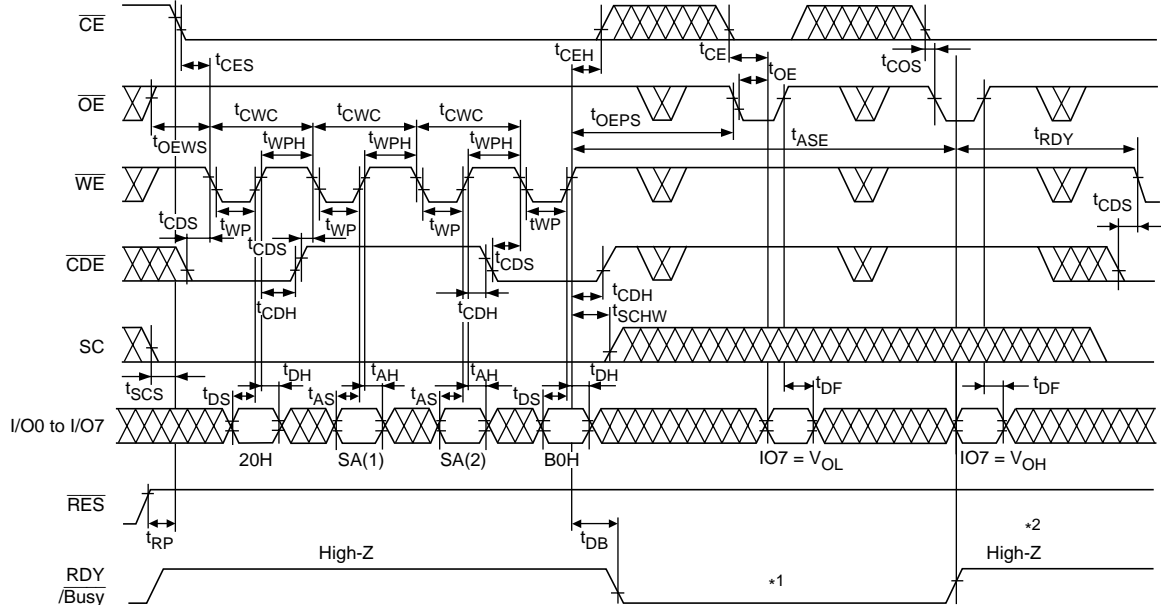 CE
tCES
tCEH
tCE
tOE
tCOS
OE
tOEWS
tCWC
tCWC
tCWC
tOEPS
tASE
tRDY
tWPH
tWPH
tWPH
WE
tWP
tWP
tWP
tWP
tCDS
tCDS
tCDS
tCDS
CDE
tCDH
tCDH
tCDH
tSCHW
SC
tSCS
tDS
tDH
tAS
tAH
tAS
tAH
tDS
tDH
tDF
tDF
I/O0 to I/O7
20H
SA(1)
SA(2)
B0H
IO7 = VOL
IO7 = VOH
RES
tRP
tDB
*2
High-Z
High-Z
RDY
/Busy
*1